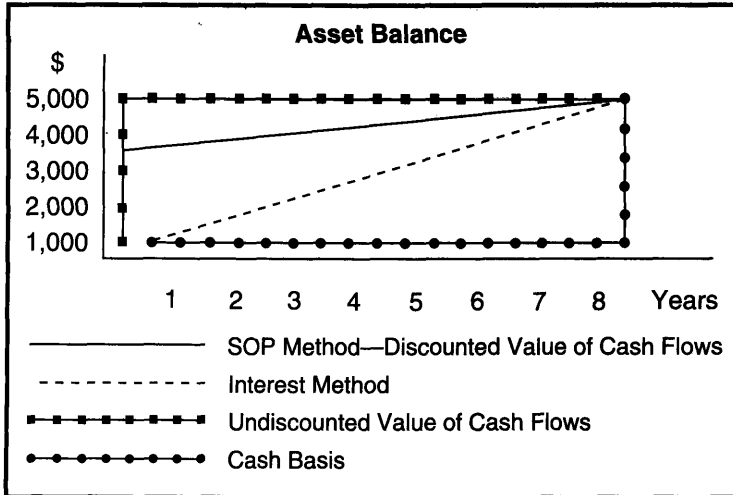 Asset Balance
$
5,000
4,000
3,000
2,000
1,000
1 2 3 4 5 6 7 8 Years
SOP Method—Discounted Value of Cash Flows
Interest Method
Undiscounted Value of Cash Flows
Cash Basis